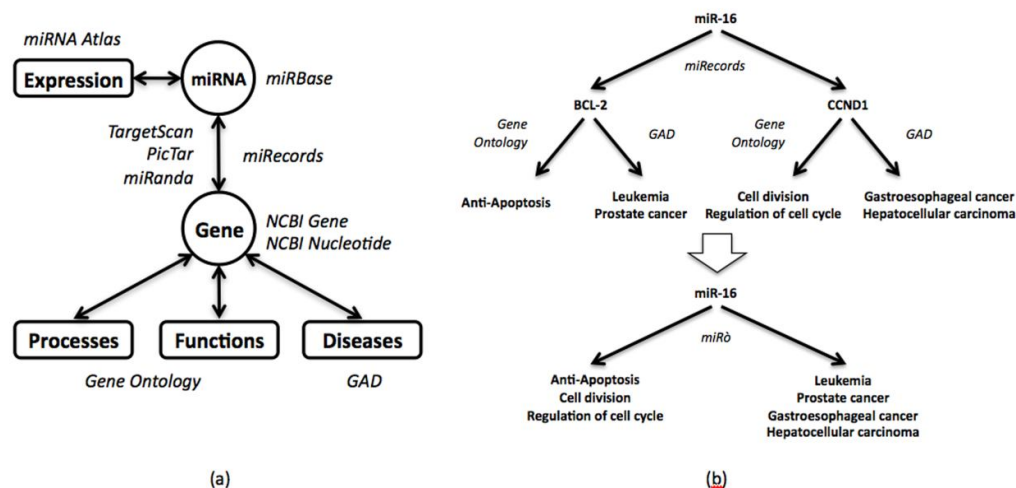 miRNA Atlas
Expression
miRNA
miRBase
TargetScan
PicTar
miRanda
miRecords
Gene
NCBI Gene
NCBI Nucleotide
Processes
Functions
Diseases
Gene Ontology
GAD
(a)
miR-16
miRecords
BCL-2
CCND1
Gene
Ontology
GAD
Gene
Ontology
GAD
Anti-Apoptosis
Leukemia
Prostate cancer
Cell division
Regulation of cell cycle
Gastroesophageal cancer
Hepatocellular carcinoma
miR-16
miRò
Anti-Apoptosis
Cell division
Regulation of cell cycle
Leukemia
Prostate cancer
Gastroesophageal cancer
Hepatocellular carcinoma
(b)